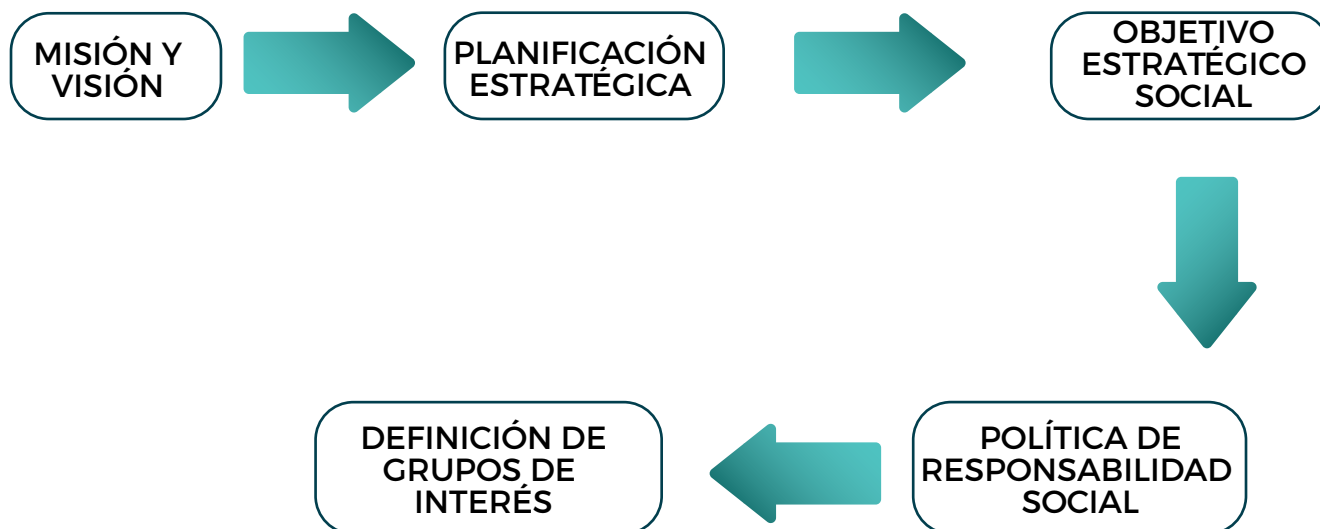 MISIÓN Y
VISIÓN
PLANIFICACIÓN
ESTRATÉGICA
OBJETIVO
ESTRATÉGICO
SOCIAL
POLÍTICA DE
RESPONSABILIDAD
SOCIAL
DEFINICIÓN DE
GRUPOS DE
INTERÉS